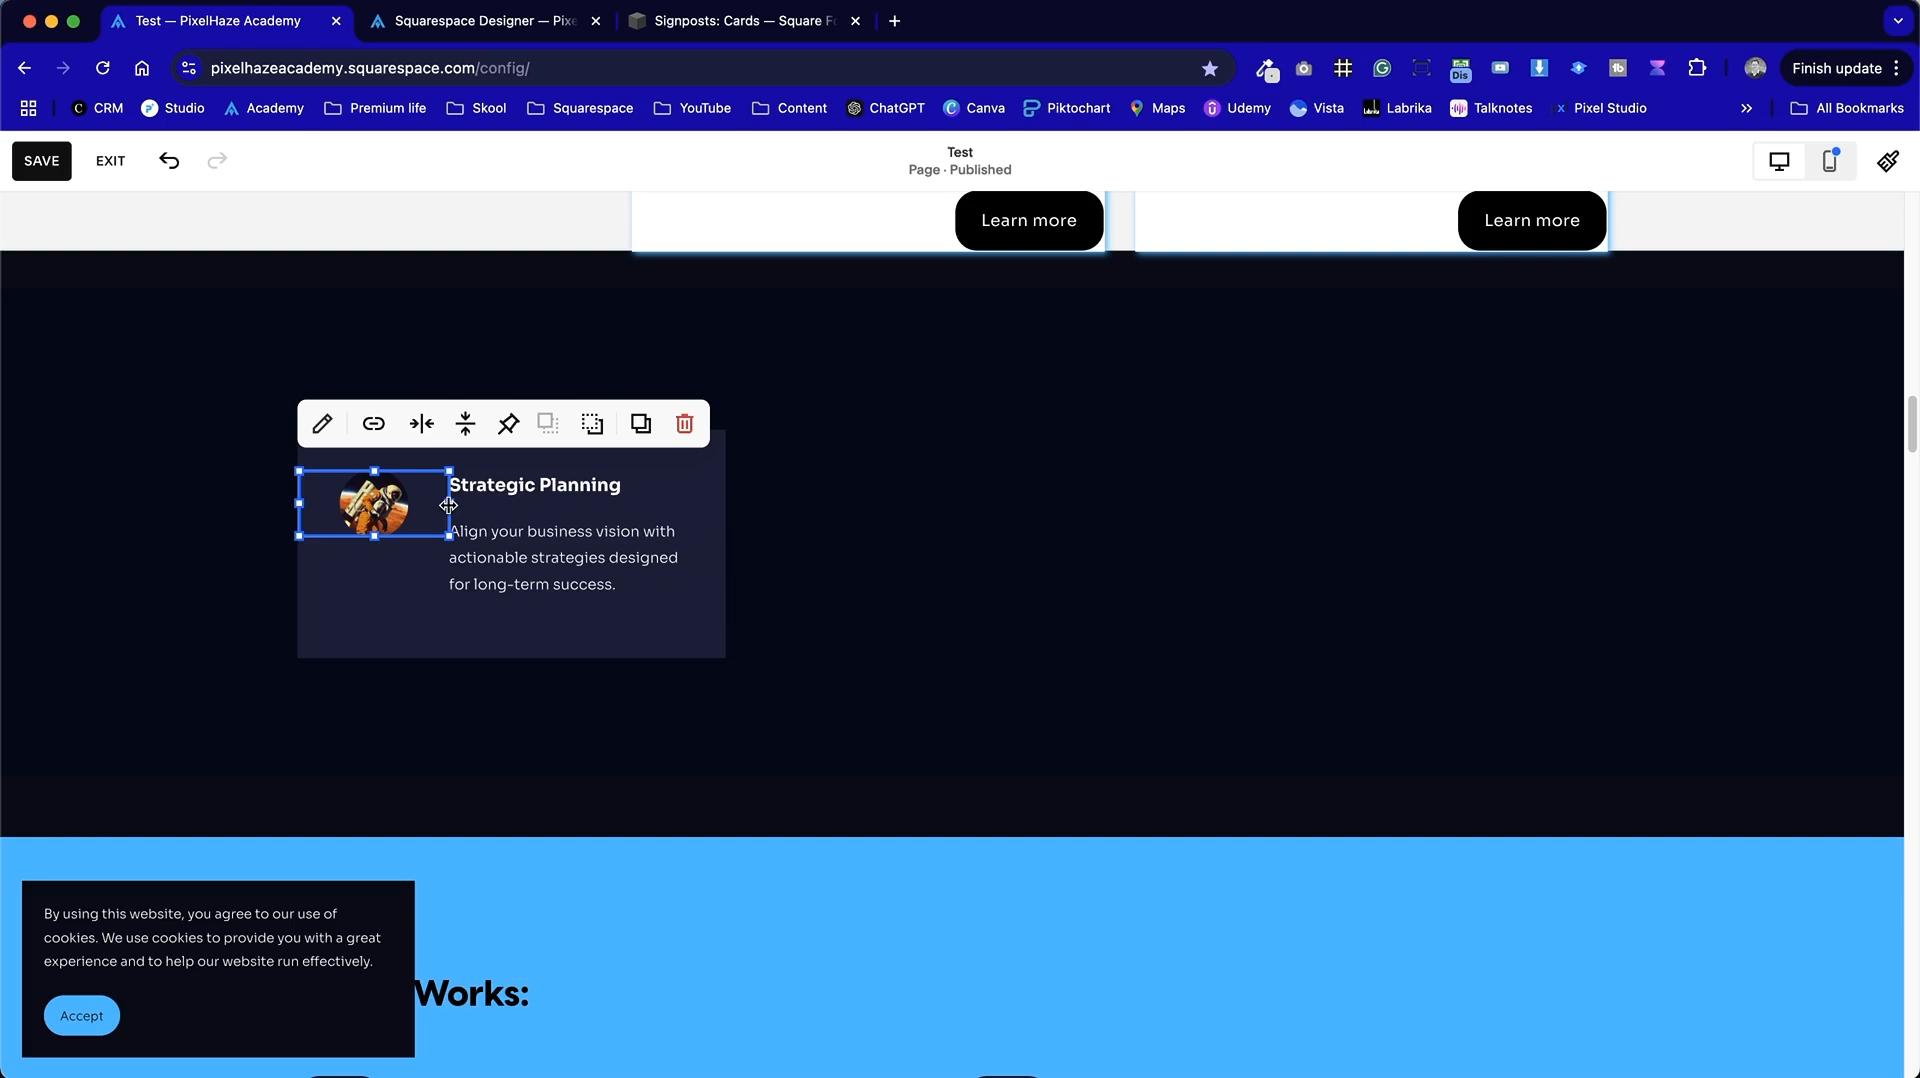 Test — PixelHaze Academy
Squarespace Designer — Pix
Signposts: Cards — Square F
pixelhazeacademy.squarespace.com/config/
Dis
Finish update
CRM
Studio
Academy
Premium life
Skool
Squarespace
YouTube
Content
ChatGPT
Canva
Piktochart
Maps
Udemy
Vista
Labrika
Talknotes
Pixel Studio
All Bookmarks
SAVE
EXIT
Test
Page · Published
Learn more
Learn more
Strategic Planning
Align your business vision with
actionable strategies designed
for long-term success.
By using this website, you agree to our use of
cookies. We use cookies to provide you with a great
experience and to help our website run effectively.
Accept
Works: